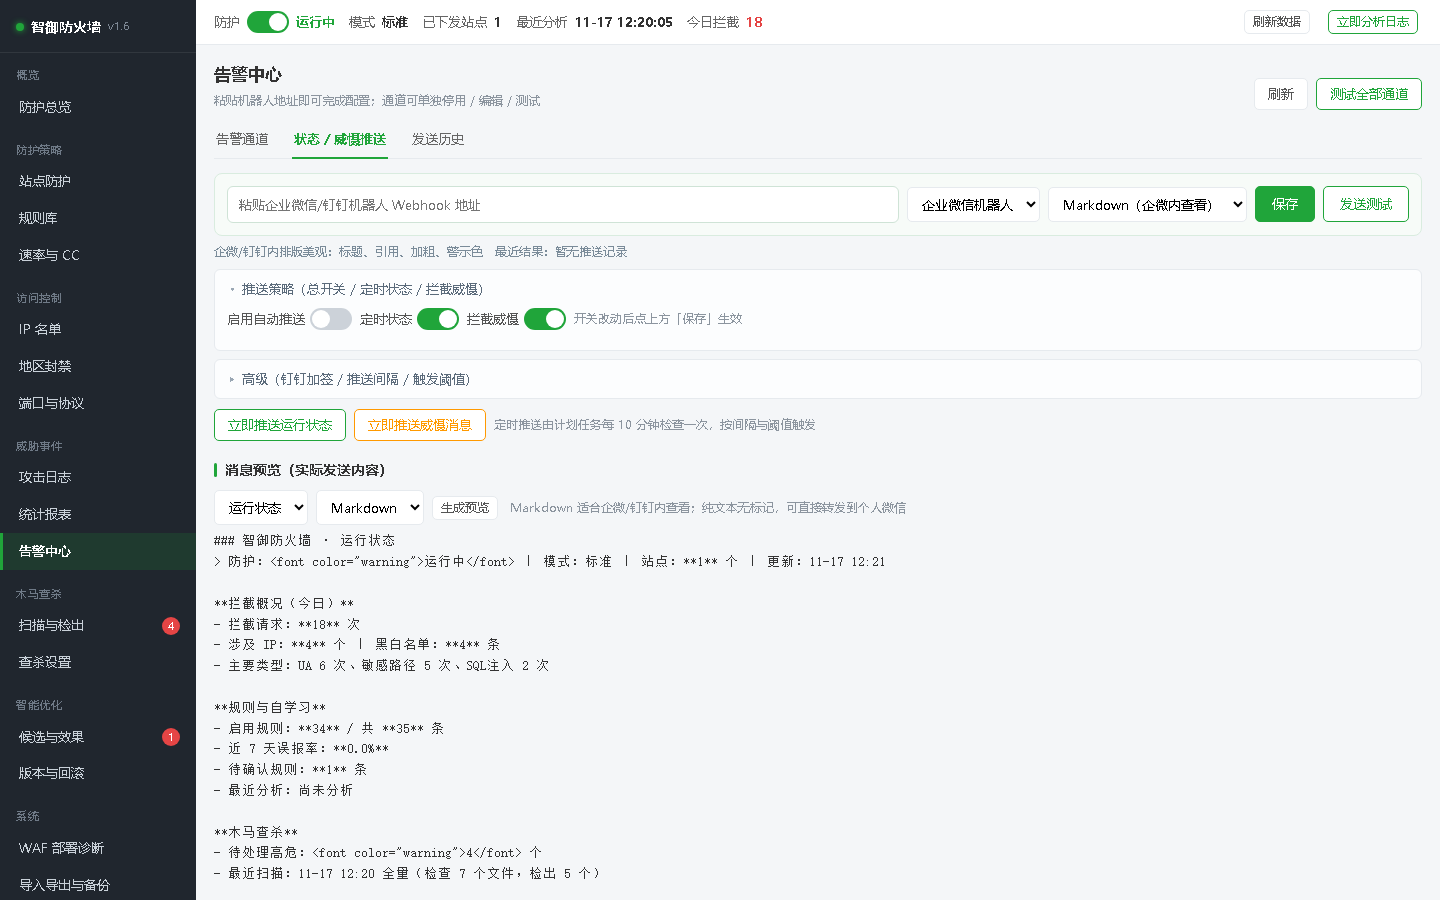 智御防火墙 v1.6
概览
防护总览
防护策略
站点防护
规则库
速率与 CC
访问控制
IP 名单
地区封禁
端口与协议
威胁事件
攻击日志
统计报表
告警中心
木马查杀
扫描与检出 4
查杀设置
智能优化
候选与效果 1
版本与回滚
系统
WAF 部署诊断
导入导出与备份
防护 运行中 模式 标准 已下发站点 1 最近分析 11-17 12:20:05 今日拦截 18 刷新数据 立即分析日志
告警中心
粘贴机器人地址即可完成配置；通道可单独停用 / 编辑 / 测试
刷新 测试全部通道
告警通道 状态 / 威慑推送 发送历史
粘贴企业微信/钉钉机器人 Webhook 地址 企业微信机器人 Markdown（企微内查看） 保存 发送测试
企微/钉钉内排版美观：标题、引用、加粗、警示色 最近结果：暂无推送记录
推送策略（总开关 / 定时状态 / 拦截威慑）
启用自动推送 定时状态 拦截威慑 开关改动后点上方「保存」生效
高级（钉钉加签 / 推送间隔 / 触发阈值）
立即推送运行状态 立即推送威慑消息 定时推送由计划任务每 10 分钟检查一次，按间隔与阈值触发
消息预览（实际发送内容）
运行状态 Markdown 生成预览 Markdown 适合企微/钉钉内查看；纯文本无标记，可直接转发到个人微信
### 智御防火墙 · 运行状态
> 防护：<font color="warning">运行中</font> ｜ 模式：标准 ｜ 站点：**1** 个 ｜ 更新：11-17 12:21
**拦截概况（今日）**
- 拦截请求：**18** 次
- 涉及 IP：**4** 个 ｜ 黑白名单：**4** 条
- 主要类型：UA 6 次、敏感路径 5 次、SQL注入 2 次
**规则与自学习**
- 启用规则：**34** / 共 **35** 条
- 近 7 天误报率：**0.0%**
- 待确认规则：**1** 条
- 最近分析：尚未分析
**木马查杀**
- 待处理高危：<font color="warning">4</font> 个
- 最近扫描：11-17 12:20 全量（检查 7 个文件，检出 5 个）